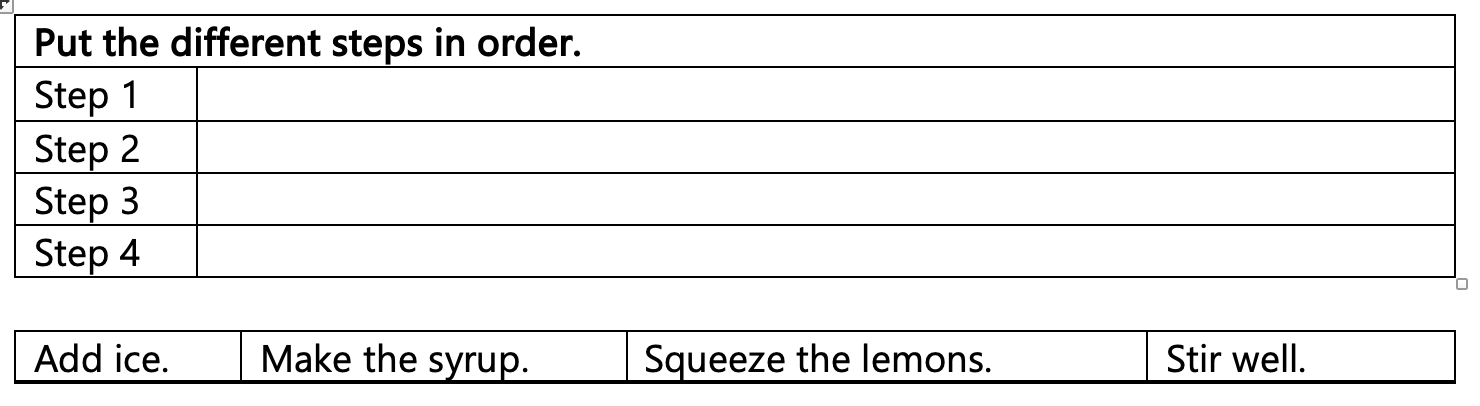 Put the different steps in order.
Step 1
Step 2
Step 3
Step 4
Add ice. Make the syrup. Squeeze the lemons. Stir well.